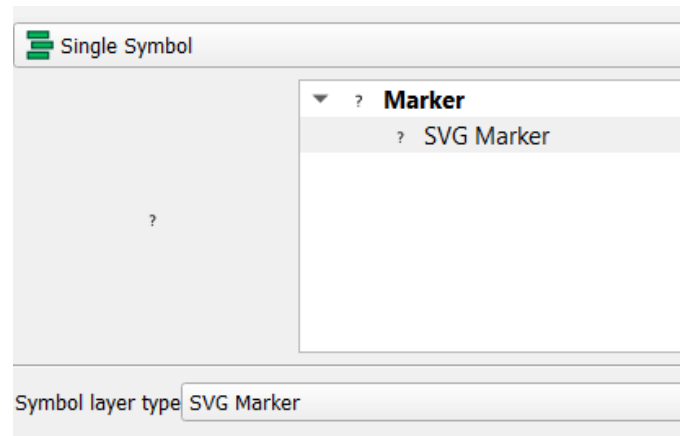 Single Symbol
? Marker
? SVG Marker
?
Symbol layer type SVG Marker